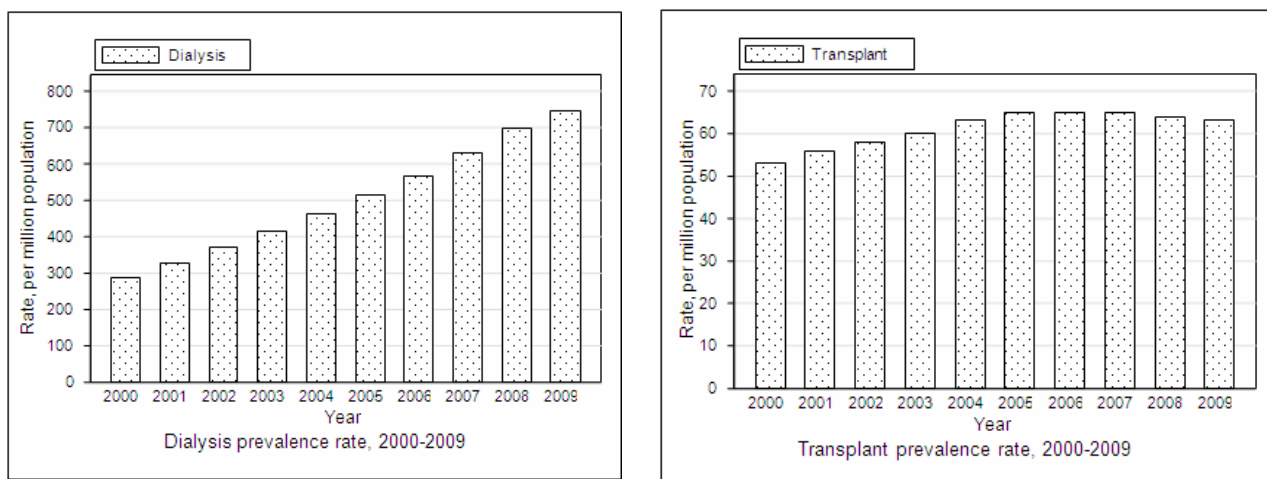 Dialysis
Rate, per million population
800
700
600
500
400
300
200
100
0
2000 2001 2002 2003 2004 2005 2006 2007 2008 2009
Year
Dialysis prevalence rate, 2000-2009
Transplant
Rate, per million population
70
60
50
40
30
20
10
0
2000 2001 2002 2003 2004 2005 2006 2007 2008 2009
Year
Transplant prevalence rate, 2000-2009